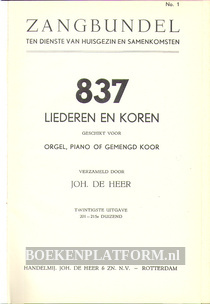 No. 1
ZANGBUNDEL
TEN DIENSTE VAN HUISGEZIN EN SAMENKOMSTEN
837
LIEDEREN EN KOREN
GESCHIKT VOOR
ORGEL, PIANO OF GEMENGD KOOR
VERZAMELD DOOR
JOH. DE HEER
TWINTIGSTE UITGAVE
DUIZEND
BOEKENPLATFORM.nl
HANDELMIJ. JOH. DE HEER & ZN. N.V. – ROTTERDAM